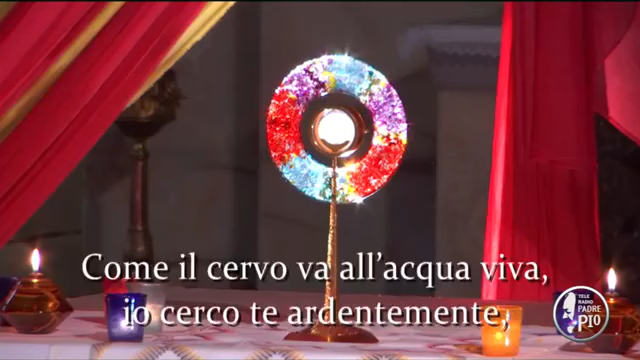 Come il cervo va all'acqua viva,
io cerco te ardentemente,
TELE
RADIO
PADRE
PIO